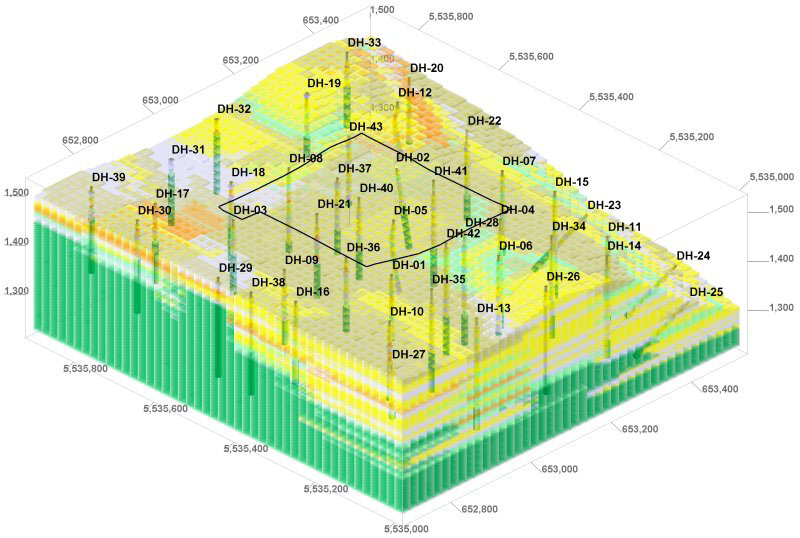 1,500
653,400
5,535,800
DH-33
1,400
5,535,600
653,200
DH-20
DH-19
DH-12
653,000
1,300
5,535,400
DH-32
DH-22
DH-43
652,800
5,535,200
DH-31
DH-08
DH-02
DH-07
DH-39
DH-18
DH-37
DH-41
5,535,000
DH-15
1,500
DH-17
DH-40
DH-21
DH-23
DH-30
DH-03
DH-05
DH-04
1,500
DH-28
DH-34
DH-11
1,400
DH-42
DH-36
DH-06
DH-14
DH-24
DH-09
DH-29
DH-01
1,400
DH-38
DH-35
DH-26
1,300
DH-16
DH-25
DH-10
DH-13
1,300
DH-27
5,535,800
653,400
5,535,600
653,200
5,535,400
653,000
5,535,200
652,800
5,535,000